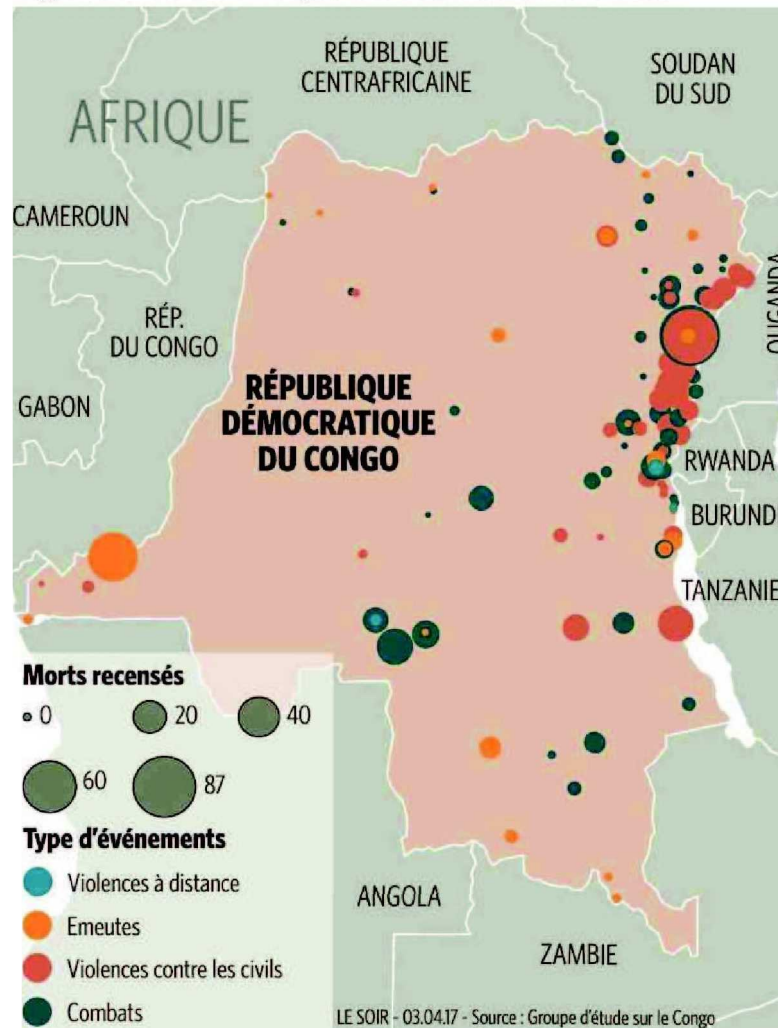 RÉPUBLIQUE
CENTRAFRICAINE
SOUDAN
DU SUD
AFRIQUE
CAMEROUN
OUGANDA
RÉP.
DU CONGO
GABON
RÉPUBLIQUE
DÉMOCRATIQUE
DU CONGO
RWANDA
BURUNDI
TANZANIE
Morts recensés
0
20
40
60
87
Type d'événements
Violences à distance
Emeutes
Violences contre les civils
Combats
ANGOLA
ZAMBIE
LE SOIR - 03.04.17 - Source : Groupe d'étude sur le Congo